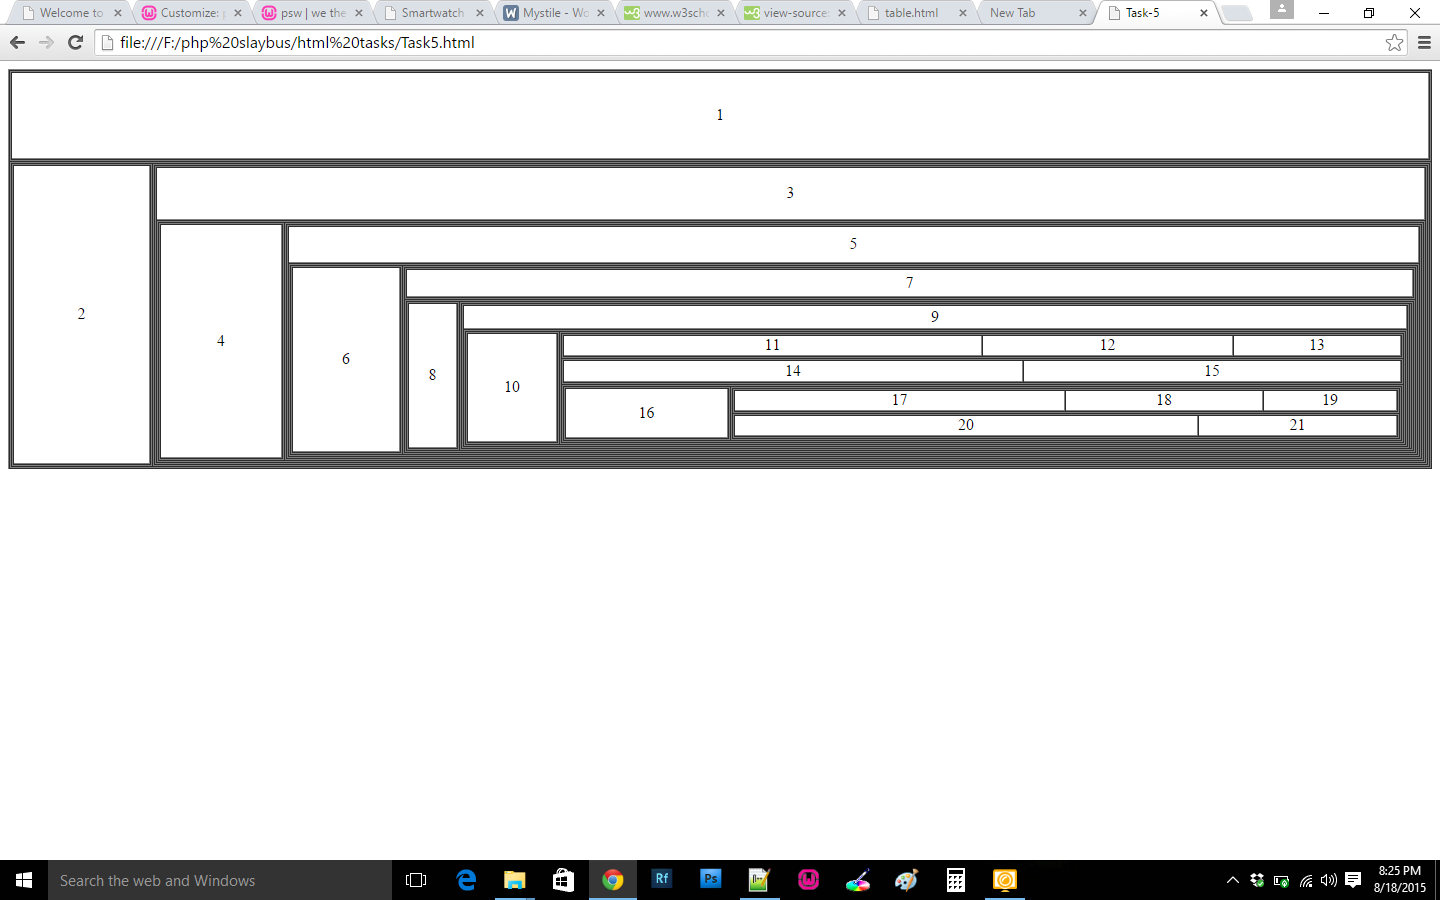 Welcome to
Customize: p
psw | we the
Smartwatch
Mystile - Wo
www.w3scho
view-source:
table.html
New Tab
Task-5
file:///F:/php%20slaybus/html%20tasks/Task5.html
1
2
3
4
5
6
7
8
9
10
11 12 13
14 15
16
17 18 19
20 21
Search the web and Windows
Rf
Ps
8:25 PM
8/18/2015